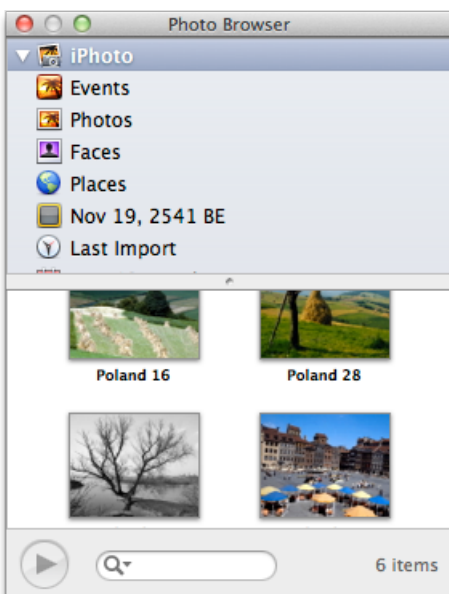 Photo Browser
iPhoto
Events
Photos
Faces
Places
Nov 19, 2541 BE
Last Import
Poland 16
Poland 28
6 items